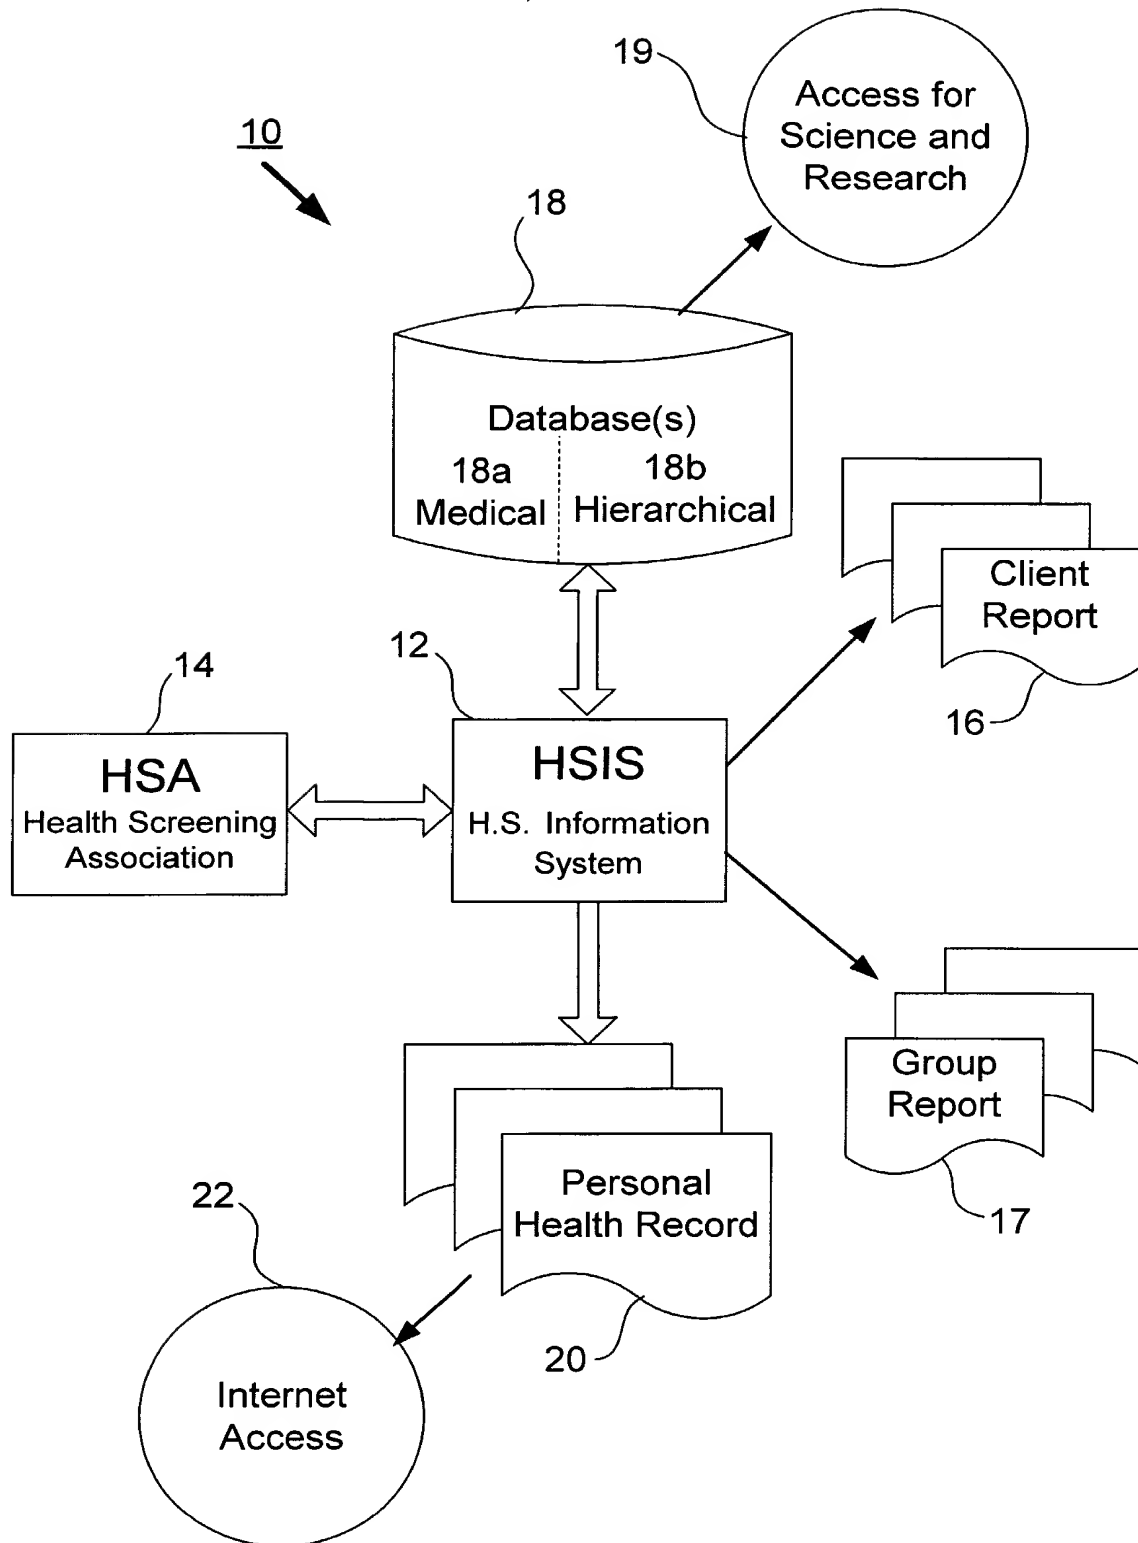 19
Access for
Science and
Research
10
18
Database(s)
18a
Medical
18b
Hierarchical
Client
Report
16
14
HSA
Health Screening
Association
12
HSIS
H.S. Information
System
Group
Report
17
Personal
Health Record
20
22
Internet
Access